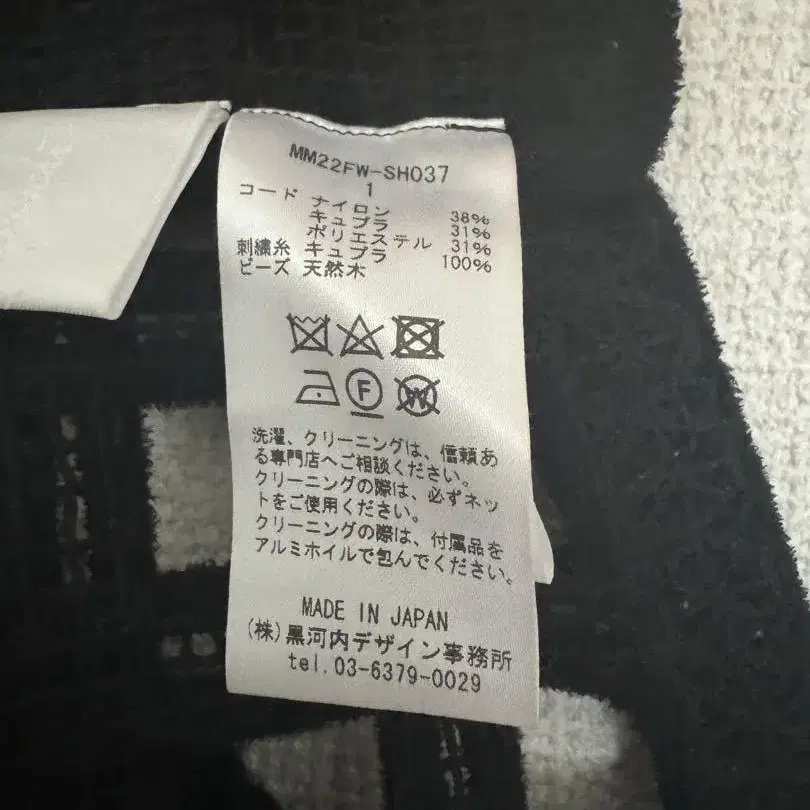 MM22FW-SH037
1
コード ナイロン 38%
キュプラ 31%
ポリエステル 31%
刺繍糸 キュプラ 100%
ビーズ 天然木
F
W
洗濯、クリーニングは、信頼あ
る専門店へご相談ください。
クリーニングの際は、必ずネッ
トをご使用ください。
クリーニングの際は、付属品を
アルミホイルで包んでください。
MADE IN JAPAN
(株)黒河内デザイン事務所
tel.03-6379-0029